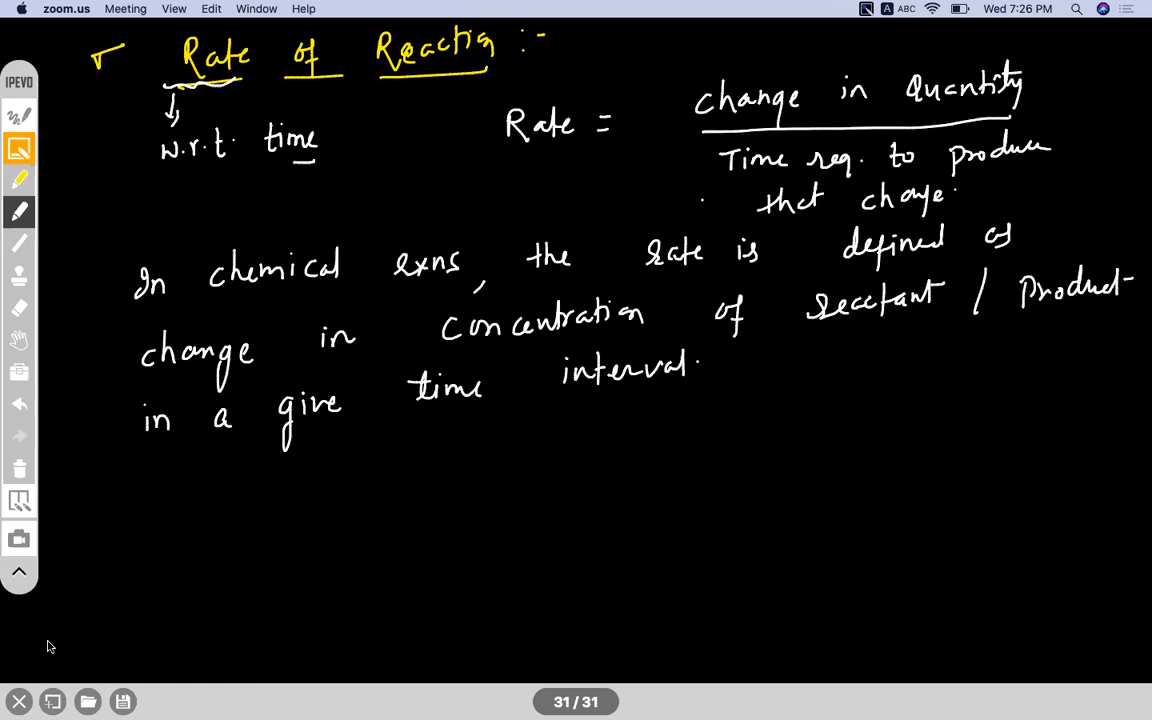 zoom.us Meeting View Edit Window Help A ABC Wed 7:26 PM
IPEVO
Rate of Reaction :-
w.r.t. time
Rate = change in Quantity
Time req. to produce
that change.
In chemical rxns, the rate is defined as
change in concentration of reactant / Product
in a give time interval.
31 / 31